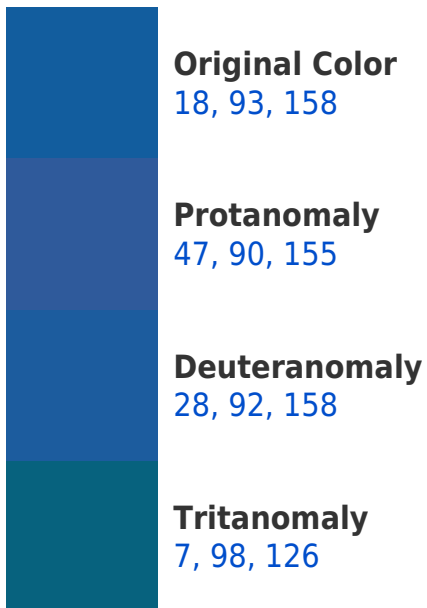 Original Color
18, 93, 158
Protanomaly
47, 90, 155
Deuteranomaly
28, 92, 158
Tritanomaly
7, 98, 126